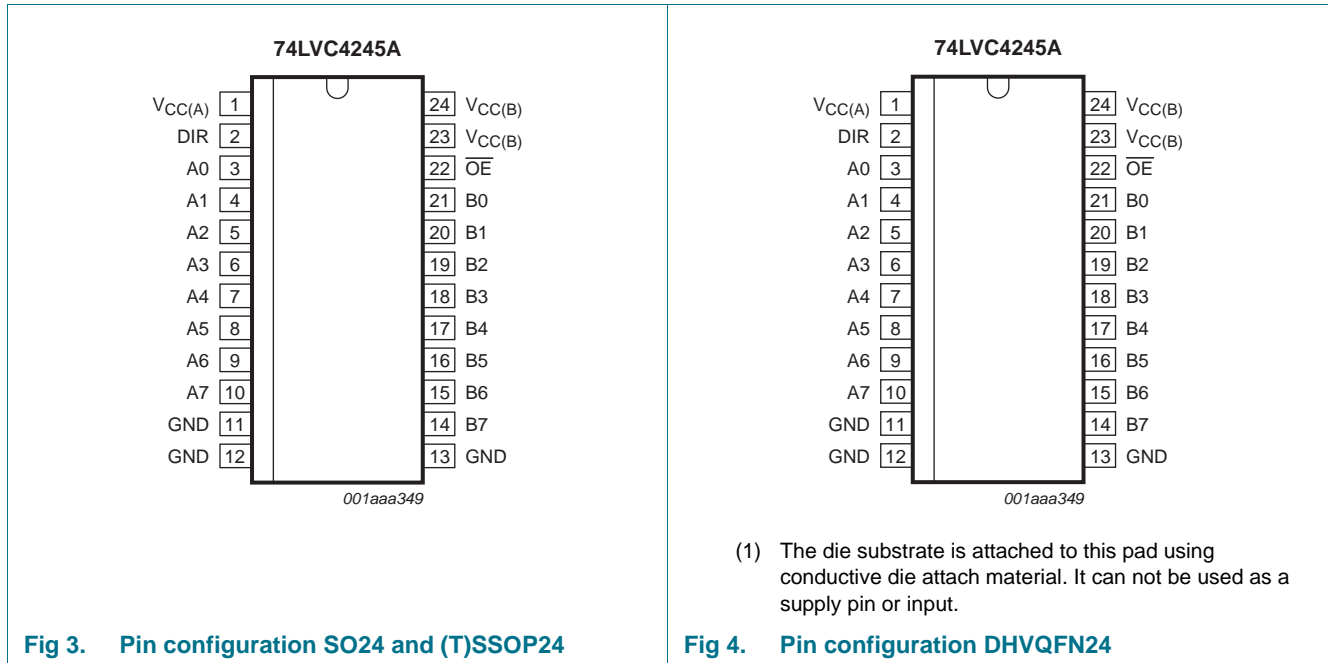 74LVC4245A
VCC(A) 1 24 VCC(B)
DIR 2 23 VCC(B)
A0 3 22 OE
A1 4 21 B0
A2 5 20 B1
A3 6 19 B2
A4 7 18 B3
A5 8 17 B4
A6 9 16 B5
A7 10 15 B6
GND 11 14 B7
GND 12 13 GND
001aaa349
Fig 3. Pin configuration SO24 and (T)SSOP24
74LVC4245A
VCC(A) 1 24 VCC(B)
DIR 2 23 VCC(B)
A0 3 22 OE
A1 4 21 B0
A2 5 20 B1
A3 6 19 B2
A4 7 18 B3
A5 8 17 B4
A6 9 16 B5
A7 10 15 B6
GND 11 14 B7
GND 12 13 GND
001aaa349
(1) The die substrate is attached to this pad using
conductive die attach material. It can not be used as a
supply pin or input.
Fig 4. Pin configuration DHVQFN24